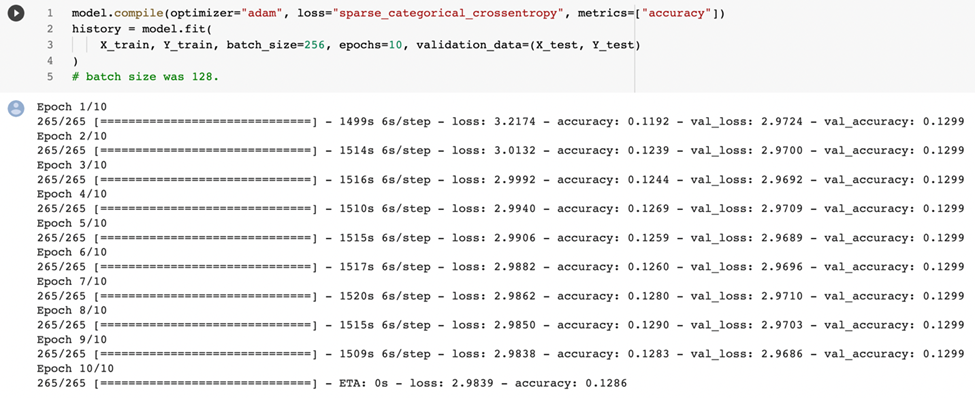 1 model.compile(optimizer="adam", loss="sparse_categorical_crossentropy", metrics=["accuracy"])
2 history = model.fit(
3 X_train, Y_train, batch_size=256, epochs=10, validation_data=(X_test, Y_test)
4 )
5 # batch size was 128.
Epoch 1/10
265/265 [==============================] - 1499s 6s/step - loss: 3.2174 - accuracy: 0.1192 - val_loss: 2.9724 - val_accuracy: 0.1299
Epoch 2/10
265/265 [==============================] - 1514s 6s/step - loss: 3.0132 - accuracy: 0.1239 - val_loss: 2.9700 - val_accuracy: 0.1299
Epoch 3/10
265/265 [==============================] - 1516s 6s/step - loss: 2.9992 - accuracy: 0.1244 - val_loss: 2.9692 - val_accuracy: 0.1299
Epoch 4/10
265/265 [==============================] - 1510s 6s/step - loss: 2.9940 - accuracy: 0.1269 - val_loss: 2.9709 - val_accuracy: 0.1299
Epoch 5/10
265/265 [==============================] - 1515s 6s/step - loss: 2.9906 - accuracy: 0.1259 - val_loss: 2.9689 - val_accuracy: 0.1299
Epoch 6/10
265/265 [==============================] - 1517s 6s/step - loss: 2.9882 - accuracy: 0.1260 - val_loss: 2.9696 - val_accuracy: 0.1299
Epoch 7/10
265/265 [==============================] - 1520s 6s/step - loss: 2.9862 - accuracy: 0.1280 - val_loss: 2.9710 - val_accuracy: 0.1299
Epoch 8/10
265/265 [==============================] - 1515s 6s/step - loss: 2.9850 - accuracy: 0.1290 - val_loss: 2.9703 - val_accuracy: 0.1299
Epoch 9/10
265/265 [==============================] - 1509s 6s/step - loss: 2.9838 - accuracy: 0.1283 - val_loss: 2.9686 - val_accuracy: 0.1299
Epoch 10/10
265/265 [==============================] - ETA: 0s - loss: 2.9839 - accuracy: 0.1286